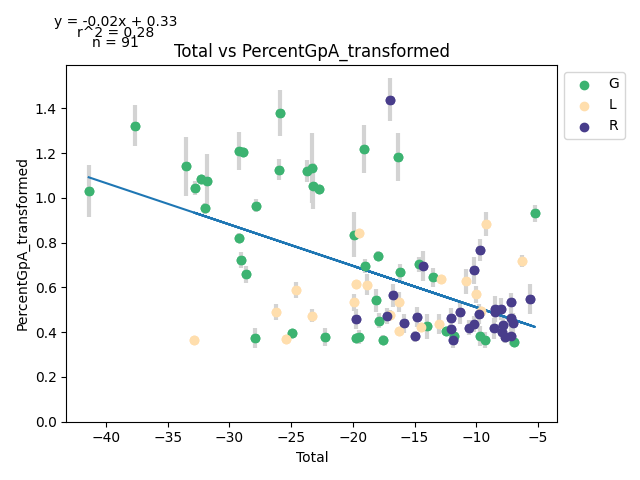 y = -0.02x + 0.33
r^2 = 0.28
n = 91
Total vs PercentGpA_transformed
G
L
R
PercentGpA_transformed
1.4
1.2
1.0
0.8
0.6
0.4
0.2
0.0
−40 −35 −30 −25 −20 −15 −10 −5
Total